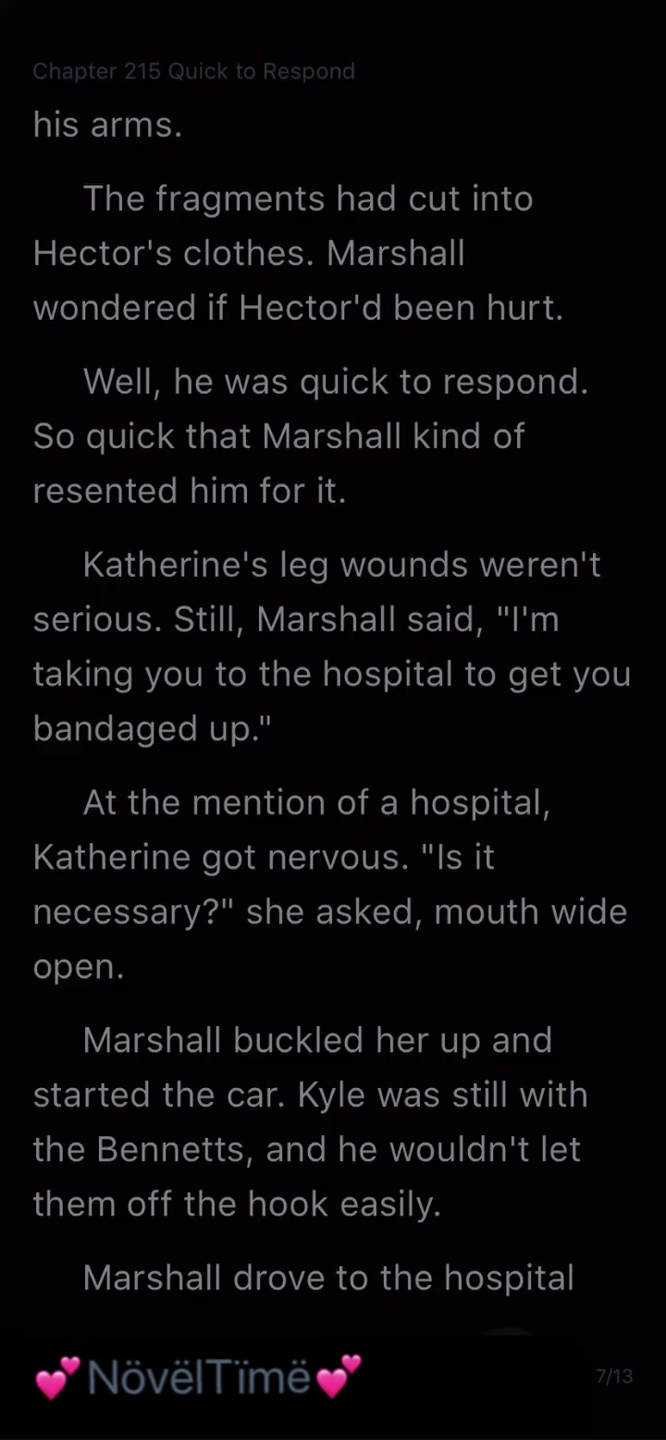 Chapter 215 Quick to Respond
his arms.
The fragments had cut into
Hector's clothes. Marshall
wondered if Hector'd been hurt.
Well, he was quick to respond.
So quick that Marshall kind of
resented him for it.
Katherine's leg wounds weren't
serious. Still, Marshall said, "I'm
taking you to the hospital to get you
bandaged up."
At the mention of a hospital,
Katherine got nervous. "Is it
necessary?" she asked, mouth wide
open.
Marshall buckled her up and
started the car. Kyle was still with
the Bennetts, and he wouldn't let
them off the hook easily.
Marshall drove to the hospital
💕NövëlTïmë💕
7/13